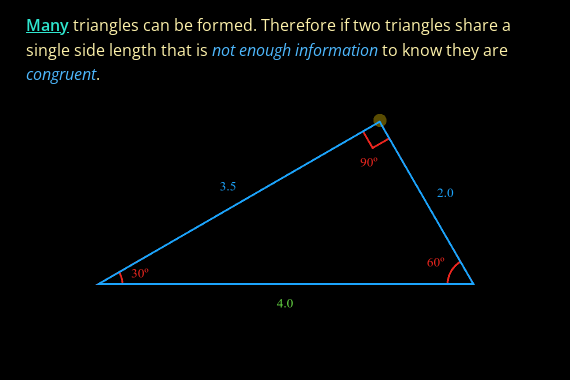 Many triangles can be formed. Therefore if two triangles share a
single side length that is not enough information to know they are
congruent.
90º
3.5
2.0
60º
30º
4.0